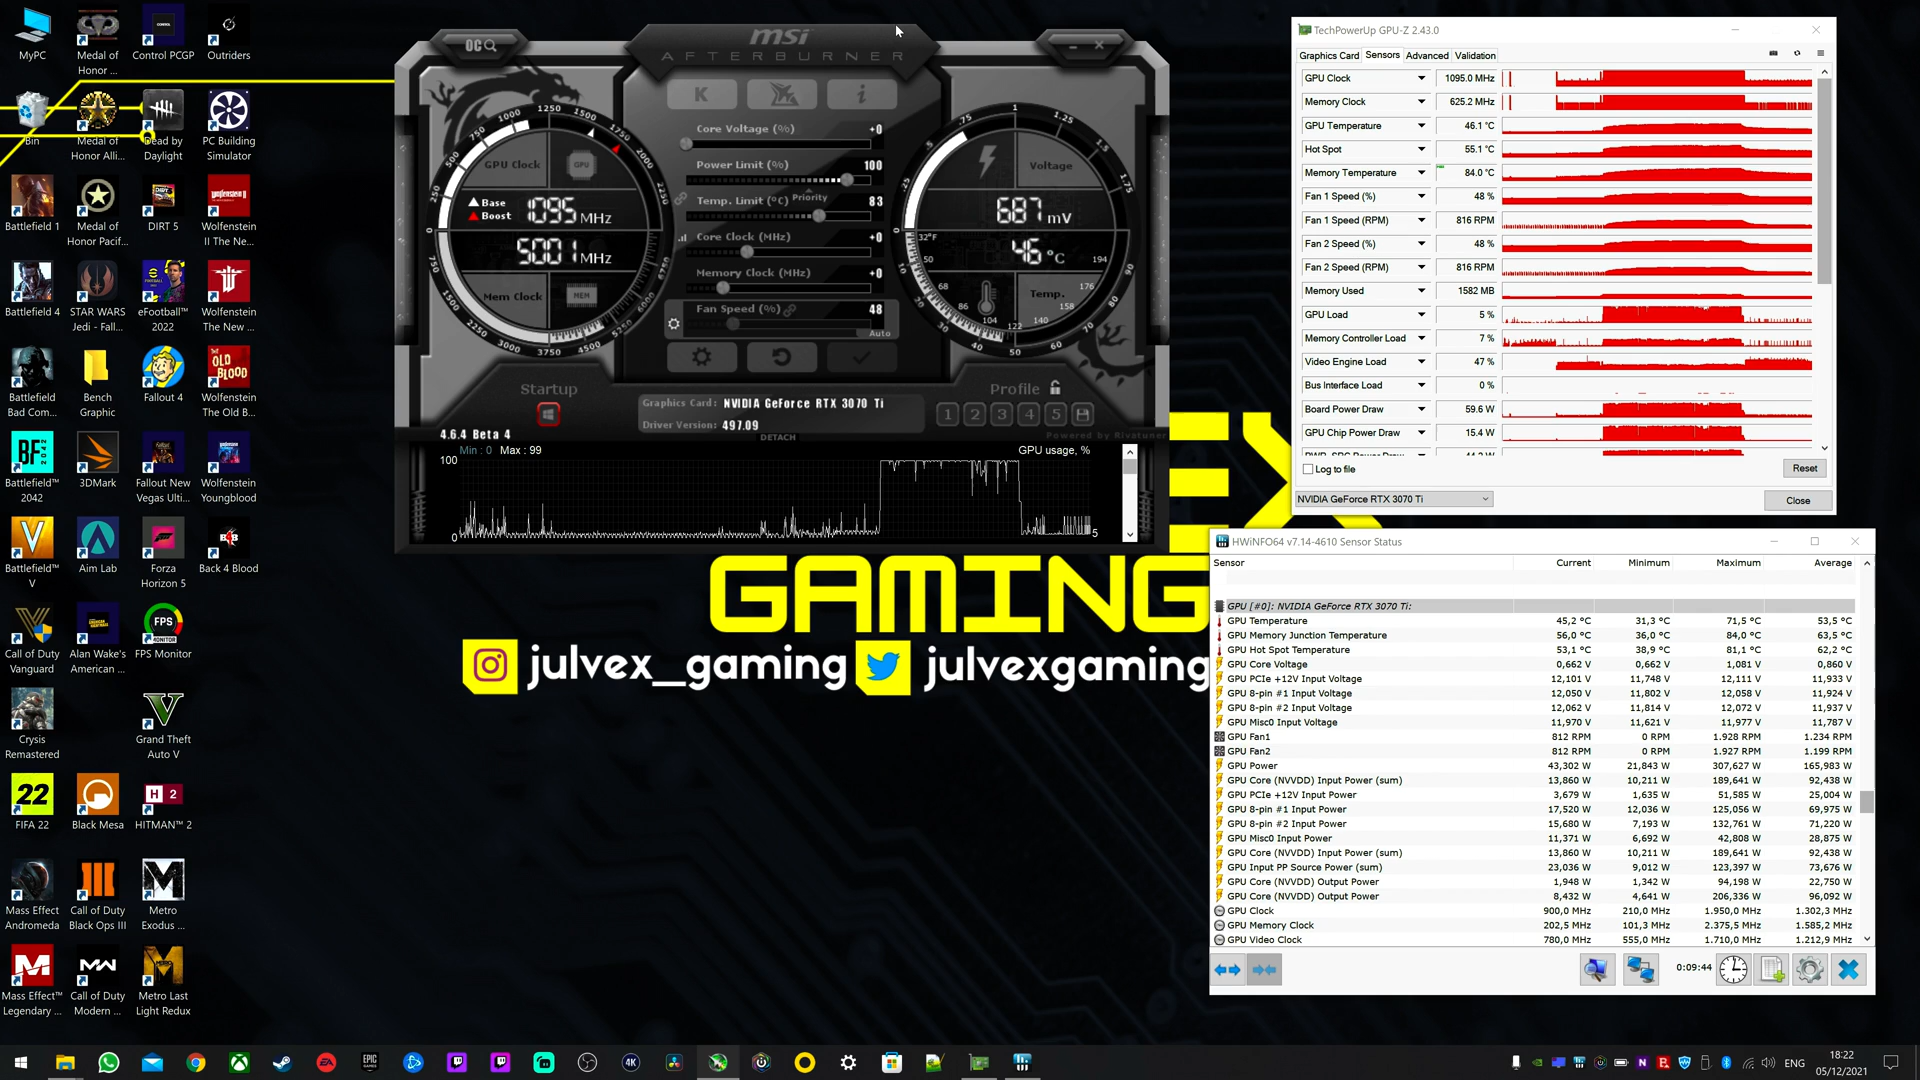 MyPC
Medal of Honor ...
Control PCGP
Outriders
Bin
Medal of Honor Alli...
Dead by Daylight
PC Building Simulator
Battlefield 1
Medal of Honor Pacif...
DIRT 5
Wolfenstein II The Ne...
Battlefield 4
STAR WARS Jedi - Fall...
eFootball™ 2022
Wolfenstein The New ...
Battlefield Bad Com...
Bench Graphic
Fallout 4
Wolfenstein The Old B...
Battlefield™ 2042
3DMark
Fallout New Vegas Ulti...
Wolfenstein Youngblood
Battlefield™ V
Aim Lab
Forza Horizon 5
Back 4 Blood
Call of Duty Vanguard
Alan Wake's American ...
FPS Monitor
Crysis Remastered
Grand Theft Auto V
FIFA 22
Black Mesa
HITMAN™ 2
Mass Effect Andromeda
Call of Duty Black Ops III
Metro Exodus ...
Mass Effect™ Legendary ...
Call of Duty Modern ...
Metro Last Light Redux
OC
msi
AFTERBURNER
K
i
GPU Clock
GPU
Base
Boost
1095 MHz
5001 MHz
Mem Clock
MEM
Core Voltage (%) +0
Power Limit (%) 100
Temp. Limit (°C) Priority 83
Core Clock (MHz) +0
Memory Clock (MHz) +0
Fan Speed (%) 48
Auto
Voltage
687 mV
46 °C
Temp.
Startup
Profile
1 2 3 4 5
Graphics Card: NVIDIA GeForce RTX 3070 Ti
Driver Version: 497.09
DETACH
4.6.4 Beta 4
Powered by Rivatuner
Min : 0 Max : 99
GPU usage, %
100
0
5
EX
GAMING
julvex_gaming
julvexgaming
TechPowerUp GPU-Z 2.43.0
Graphics Card Sensors Advanced Validation
GPU Clock 1095.0 MHz
Memory Clock 625.2 MHz
GPU Temperature 46.1 °C
Hot Spot 55.1 °C
Memory Temperature 84.0 °C
Fan 1 Speed (%) 48 %
Fan 1 Speed (RPM) 816 RPM
Fan 2 Speed (%) 48 %
Fan 2 Speed (RPM) 816 RPM
Memory Used 1582 MB
GPU Load 5 %
Memory Controller Load 7 %
Video Engine Load 47 %
Bus Interface Load 0 %
Board Power Draw 59.6 W
GPU Chip Power Draw 15.4 W
Log to file
Reset
NVIDIA GeForce RTX 3070 Ti
Close
HWiNFO64 v7.14-4610 Sensor Status
Sensor Current Minimum Maximum Average
GPU [#0]: NVIDIA GeForce RTX 3070 Ti:
GPU Temperature 45,2 °C 31,3 °C 71,5 °C 53,5 °C
GPU Memory Junction Temperature 56,0 °C 36,0 °C 84,0 °C 63,5 °C
GPU Hot Spot Temperature 53,1 °C 38,9 °C 81,1 °C 62,2 °C
GPU Core Voltage 0,662 V 0,662 V 1,081 V 0,860 V
GPU PCIe +12V Input Voltage 12,101 V 11,748 V 12,111 V 11,933 V
GPU 8-pin #1 Input Voltage 12,050 V 11,802 V 12,058 V 11,924 V
GPU 8-pin #2 Input Voltage 12,062 V 11,814 V 12,072 V 11,937 V
GPU Misc0 Input Voltage 11,970 V 11,621 V 11,977 V 11,787 V
GPU Fan1 812 RPM 0 RPM 1.928 RPM 1.234 RPM
GPU Fan2 812 RPM 0 RPM 1.927 RPM 1.199 RPM
GPU Power 43,302 W 21,843 W 307,627 W 165,983 W
GPU Core (NVVDD) Input Power (sum) 13,860 W 10,211 W 189,641 W 92,438 W
GPU PCIe +12V Input Power 3,679 W 1,635 W 51,585 W 25,004 W
GPU 8-pin #1 Input Power 17,520 W 12,036 W 125,056 W 69,975 W
GPU 8-pin #2 Input Power 15,680 W 7,193 W 132,761 W 71,220 W
GPU Misc0 Input Power 11,371 W 6,692 W 42,808 W 28,875 W
GPU Core (NVVDD) Input Power (sum) 13,860 W 10,211 W 189,641 W 92,438 W
GPU Input PP Source Power (sum) 23,036 W 9,012 W 123,397 W 73,676 W
GPU Core (NVVDD) Output Power 1,948 W 1,342 W 94,198 W 22,750 W
GPU Core (NVVDD) Output Power 8,432 W 4,641 W 206,336 W 96,092 W
GPU Clock 900,0 MHz 210,0 MHz 1.950,0 MHz 1.302,3 MHz
GPU Memory Clock 202,5 MHz 101,3 MHz 2.375,5 MHz 1.585,2 MHz
GPU Video Clock 780,0 MHz 555,0 MHz 1.710,0 MHz 1.212,9 MHz
0:09:44
ENG
18:22
05/12/2021